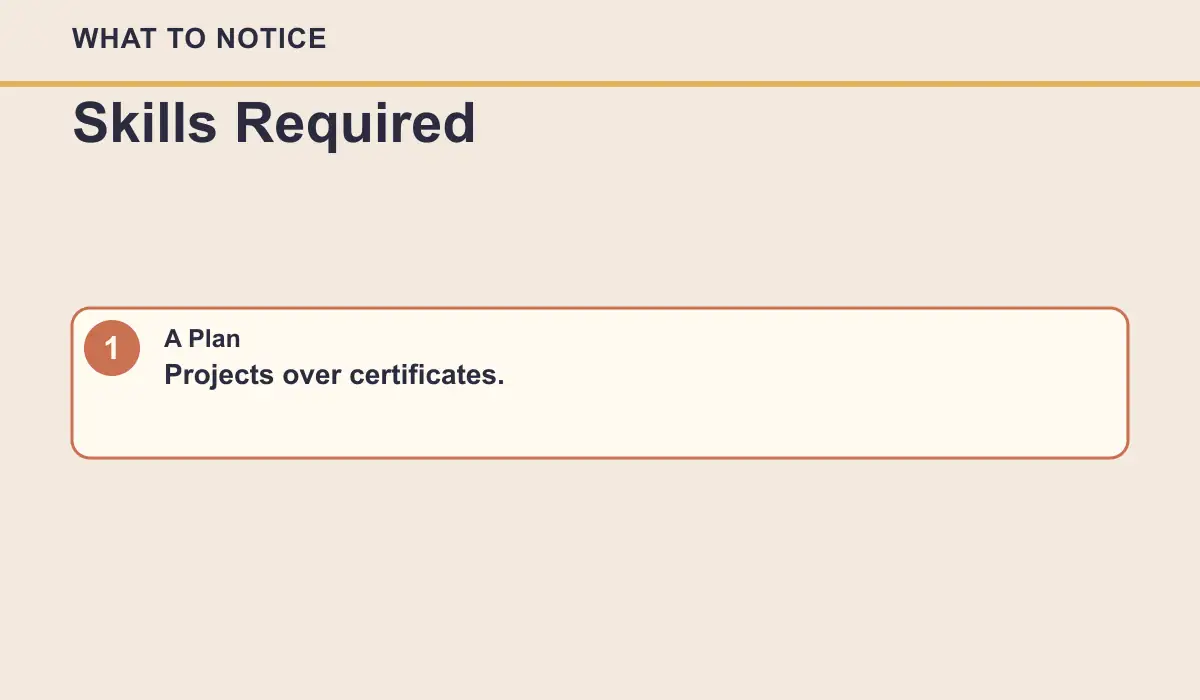 WHAT TO NOTICE
Skills Required
1
A Plan
Projects over certificates.